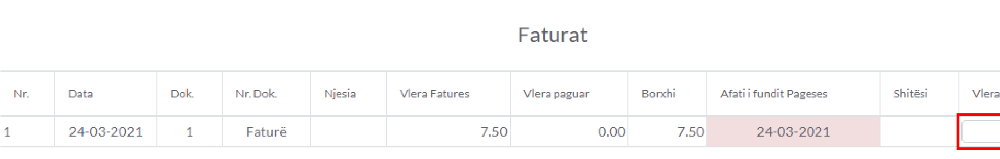 Faturat
Nr. Data Dok. Nr. Dok. Njesia Vlera Fatures Vlera paguar Borxhi Afati i fundit Pageses Shitësi Vlera
1 24-03-2021 1 Faturë 7.50 0.00 7.50 24-03-2021